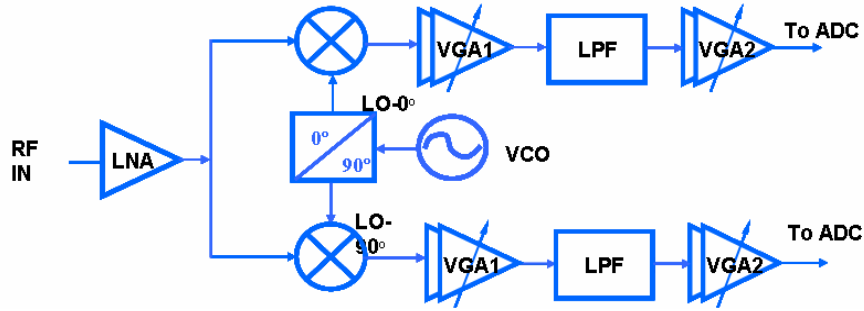 VGA1
LPF
VGA2
To ADC
LO-0°
0°
90°
VCO
RF
IN
LNA
LO-
90°
VGA1
LPF
VGA2
To ADC